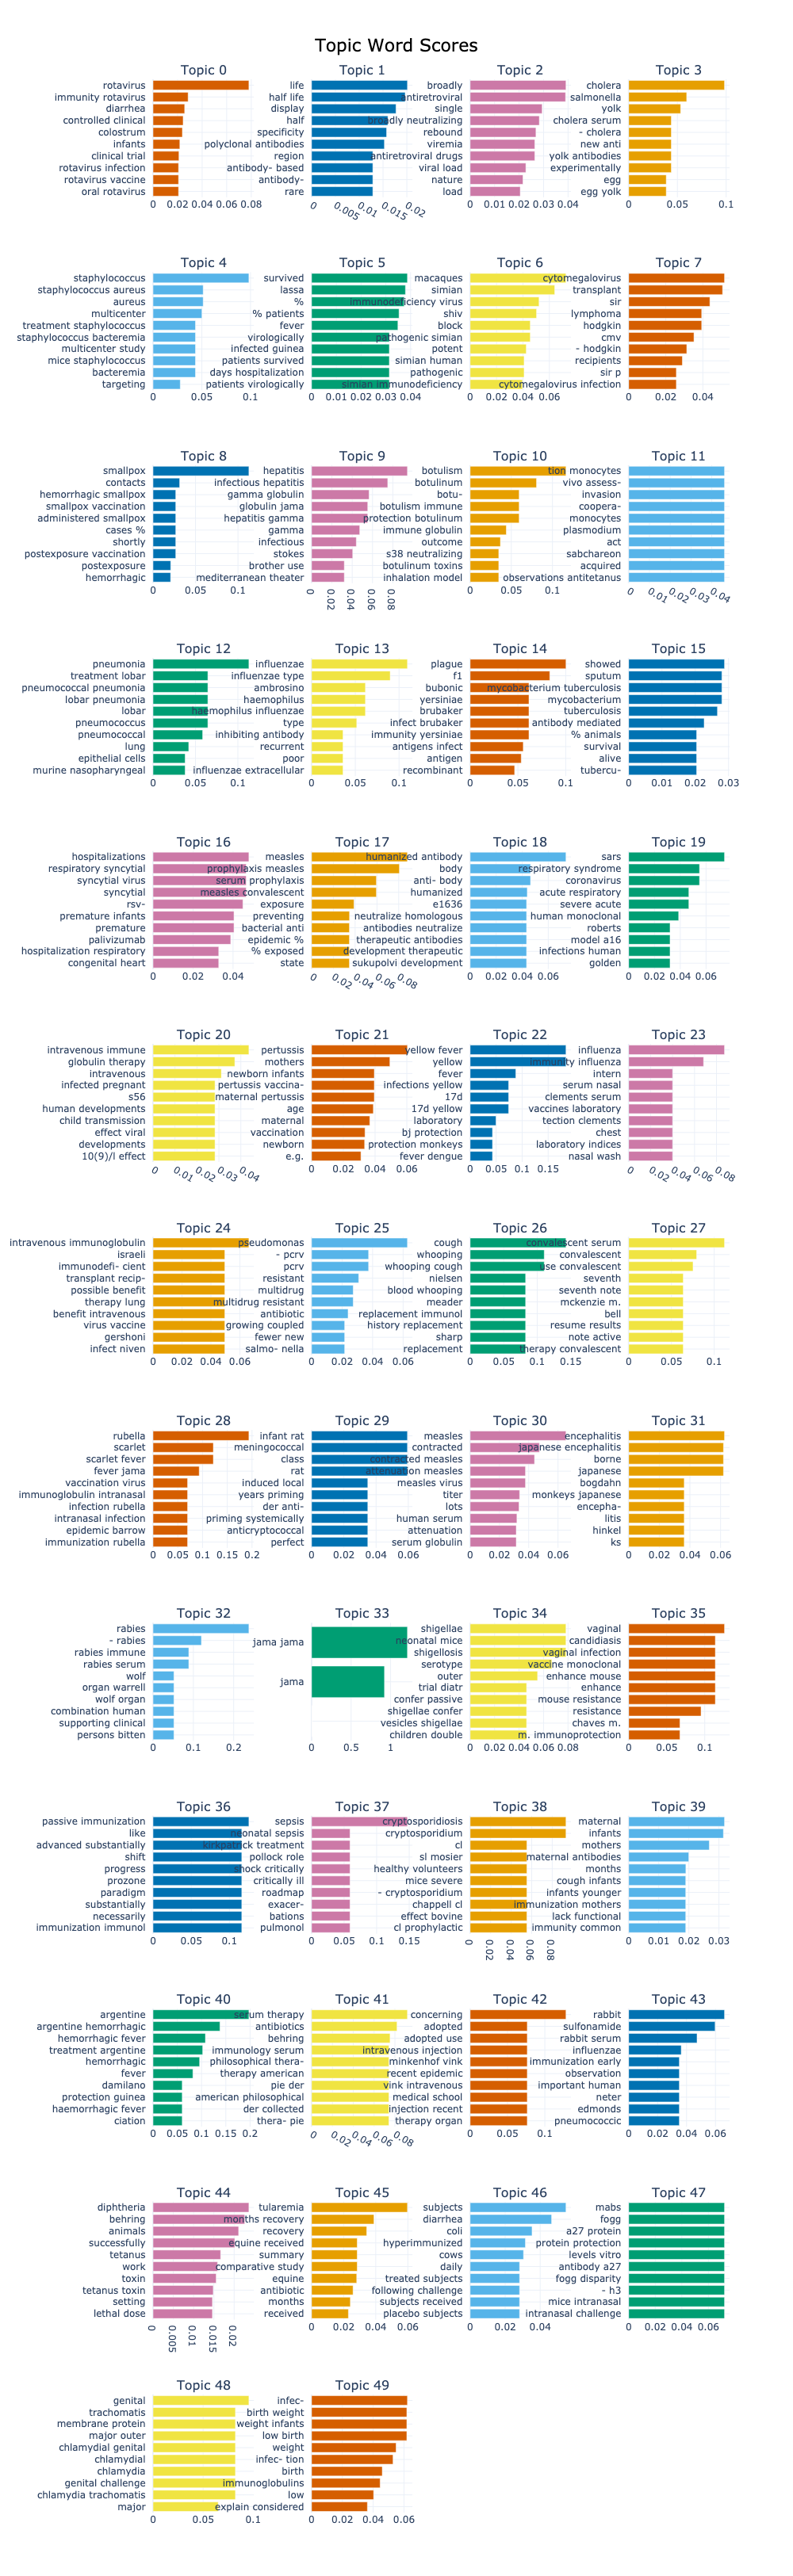 Topic Word Scores
Topic 0
rotavirus
immunity rotavirus
diarrhea
controlled clinical
colostrum
infants
clinical trial
rotavirus infection
rotavirus vaccine
oral rotavirus
0 0.02 0.04 0.06 0.08
Topic 1
life
half life
display
half
specificity
polyclonal antibodies
region
antibody- based
antibody-
rare
0 0.005 0.01 0.015 0.02
Topic 2
broadly
antiretroviral
single
broadly neutralizing
rebound
viremia
antiretroviral drugs
viral load
nature
load
0 0.01 0.02 0.03 0.04
Topic 3
cholera
salmonella
yolk
cholera serum
- cholera
new anti
yolk antibodies
experimentally
egg
egg yolk
0 0.05 0.1
Topic 4
staphylococcus
staphylococcus aureus
aureus
multicenter
treatment staphylococcus
staphylococcus bacteremia
multicenter study
mice staphylococcus
bacteremia
targeting
0 0.05 0.1
Topic 5
survived
lassa
%
% patients
fever
virologically
infected guinea
patients survived
days hospitalization
patients virologically
0 0.01 0.02 0.03 0.04
Topic 6
macaques
simian
immunodeficiency virus
shiv
block
pathogenic simian
potent
simian human
pathogenic
simian immunodeficiency
0 0.02 0.04 0.06
Topic 7
cytomegalovirus
transplant
sir
lymphoma
hodgkin
cmv
- hodgkin
recipients
sir p
cytomegalovirus infection
0 0.02 0.04
Topic 8
smallpox
contacts
hemorrhagic smallpox
smallpox vaccination
administered smallpox
cases %
shortly
postexposure vaccination
postexposure
hemorrhagic
0 0.05 0.1
Topic 9
hepatitis
infectious hepatitis
gamma globulin
globulin jama
hepatitis gamma
gamma
infectious
stokes
brother use
mediterranean theater
0 0.02 0.04 0.06 0.08
Topic 10
botulism
botulinum
botu-
botulism immune
protection botulinum
immune globulin
outcome
s38 neutralizing
botulinum toxins
inhalation model
0 0.05 0.1
Topic 11
tion monocytes
vivo assess-
invasion
coopera-
monocytes
plasmodium
act
sabchareon
acquired
observations antitetanus
0 0.01 0.02 0.03 0.04
Topic 12
pneumonia
treatment lobar
pneumococcal pneumonia
lobar pneumonia
lobar
pneumococcus
pneumococcal
lung
epithelial cells
murine nasopharyngeal
0 0.05 0.1
Topic 13
influenzae
influenzae type
ambrosino
haemophilus
haemophilus influenzae
type
inhibiting antibody
recurrent
poor
influenzae extracellular
0 0.05 0.1
Topic 14
plague
f1
bubonic
yersiniae
brubaker
infect brubaker
immunity yersiniae
antigens infect
antigen
recombinant
0 0.05 0.1
Topic 15
showed
sputum
mycobacterium tuberculosis
mycobacterium
tuberculosis
antibody mediated
% animals
survival
alive
tubercu-
0 0.01 0.02 0.03
Topic 16
hospitalizations
respiratory syncytial
syncytial virus
syncytial
rsv-
premature infants
premature
palivizumab
hospitalization respiratory
congenital heart
0 0.02 0.04
Topic 17
measles
prophylaxis measles
serum prophylaxis
measles convalescent
exposure
preventing
bacterial anti
epidemic %
% exposed
state
0 0.02 0.04 0.06 0.08
Topic 18
humanized antibody
body
anti- body
humanized
e1636
neutralize homologous
antibodies neutralize
therapeutic antibodies
development therapeutic
sukupolvi development
0 0.02 0.04 0.06
Topic 19
sars
respiratory syndrome
coronavirus
acute respiratory
severe acute
human monoclonal
roberts
model a16
infections human
golden
0 0.02 0.04 0.06
Topic 20
intravenous immune
globulin therapy
intravenous
infected pregnant
s56
human developments
child transmission
effect viral
developments
10(9)/l effect
0 0.01 0.02 0.03 0.04
Topic 21
pertussis
mothers
newborn infants
pertussis vaccina-
maternal pertussis
age
maternal
vaccination
newborn
e.g.
0 0.02 0.04 0.06
Topic 22
yellow fever
yellow
fever
infections yellow
17d
17d yellow
laboratory
bj protection
protection monkeys
fever dengue
0 0.05 0.1 0.15
Topic 23
influenza
immunity influenza
intern
serum nasal
clements serum
vaccines laboratory
tection clements
chest
laboratory indices
nasal wash
0 0.02 0.04 0.06 0.08
Topic 24
intravenous immunoglobulin
israeli
immunodefi- cient
transplant recip-
possible benefit
therapy lung
benefit intravenous
virus vaccine
gershoni
infect niven
0 0.02 0.04 0.06
Topic 25
pseudomonas
- pcrv
pcrv
resistant
multidrug
multidrug resistant
antibiotic
growing coupled
fewer new
salmo- nella
0 0.02 0.04 0.06
Topic 26
cough
whooping
whooping cough
nielsen
blood whooping
meader
replacement immunol
history replacement
sharp
replacement
0 0.05 0.1 0.15
Topic 27
convalescent serum
convalescent
use convalescent
seventh
seventh note
mckenzie m.
bell
resume results
note active
therapy convalescent
0 0.05 0.1
Topic 28
rubella
scarlet
scarlet fever
fever jama
vaccination virus
immunoglobulin intranasal
infection rubella
intranasal infection
epidemic barrow
immunization rubella
0 0.05 0.1 0.15 0.2
Topic 29
infant rat
meningococcal
class
rat
induced local
years priming
der anti-
priming systemically
anticryptococcal
perfect
0 0.02 0.04 0.06
Topic 30
measles
contracted
contracted measles
attenuation measles
measles virus
titer
lots
human serum
attenuation
serum globulin
0 0.02 0.04 0.06
Topic 31
encephalitis
japanese encephalitis
borne
japanese
bogdahn
monkeys japanese
encepha-
litis
hinkel
ks
0 0.02 0.04 0.06
Topic 32
rabies
- rabies
rabies immune
rabies serum
wolf
organ warrell
wolf organ
combination human
supporting clinical
persons bitten
0 0.1 0.2
Topic 33
jama jama
jama
0 0.5 1
Topic 34
shigellae
neonatal mice
shigellosis
serotype
outer
trial diatr
confer passive
shigellae confer
vesicles shigellae
children double
0 0.02 0.04 0.06 0.08
Topic 35
vaginal
candidiasis
vaginal infection
vaccine monoclonal
enhance mouse
enhance
mouse resistance
resistance
chaves m.
m. immunoprotection
0 0.05 0.1
Topic 36
passive immunization
like
advanced substantially
shift
progress
prozone
paradigm
substantially
necessarily
immunization immunol
0 0.05 0.1
Topic 37
sepsis
neonatal sepsis
kirkpatrick treatment
pollock role
shock critically
critically ill
roadmap
exacer-
bations
pulmonol
0 0.05 0.1 0.15
Topic 38
cryptosporidiosis
cryptosporidium
cl
sl mosier
healthy volunteers
mice severe
- cryptosporidium
chappell cl
effect bovine
cl prophylactic
0 0.02 0.04 0.06 0.08
Topic 39
maternal
infants
mothers
maternal antibodies
months
cough infants
infants younger
immunization mothers
lack functional
immunity common
0 0.01 0.02 0.03
Topic 40
argentine
argentine hemorrhagic
hemorrhagic fever
treatment argentine
hemorrhagic
fever
damilano
protection guinea
haemorrhagic fever
ciation
0 0.05 0.1 0.15 0.2
Topic 41
serum therapy
antibiotics
behring
immunology serum
philosophical thera-
therapy american
pie der
american philosophical
der collected
thera- pie
0 0.02 0.04 0.06 0.08
Topic 42
concerning
adopted
adopted use
intravenous injection
minkenhof vink
recent epidemic
vink intravenous
medical school
injection recent
therapy organ
0 0.05 0.1
Topic 43
rabbit
sulfonamide
rabbit serum
influenzae
immunization early
observation
important human
neter
edmonds
pneumococcic
0 0.02 0.04 0.06
Topic 44
diphtheria
behring
animals
successfully
tetanus
work
toxin
tetanus toxin
setting
lethal dose
0 0.005 0.01 0.015 0.02
Topic 45
tularemia
months recovery
recovery
equine received
summary
comparative study
equine
antibiotic
months
received
0 0.02 0.04 0.06
Topic 46
subjects
diarrhea
coli
hyperimmunized
cows
daily
treated subjects
following challenge
subjects received
placebo subjects
0 0.02 0.04
Topic 47
mabs
fogg
a27 protein
protein protection
levels vitro
antibody a27
fogg disparity
- h3
mice intranasal
intranasal challenge
0 0.02 0.04 0.06
Topic 48
genital
trachomatis
membrane protein
major outer
chlamydial genital
chlamydial
chlamydia
genital challenge
chlamydia trachomatis
major
0 0.05 0.1
Topic 49
infec-
birth weight
weight infants
low birth
weight
infec- tion
birth
immunoglobulins
low
explain considered
0 0.02 0.04 0.06